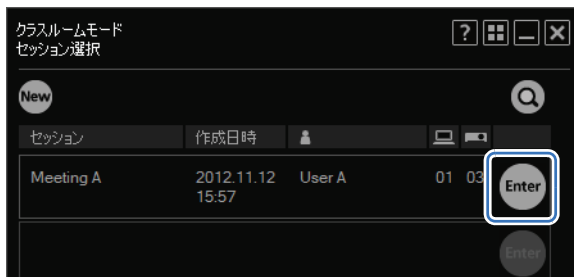 クラスルームモード
セッション選択
?
New
セッション 作成日時
Meeting A 2012.11.12 User A 01 03 Enter
15:57
Enter